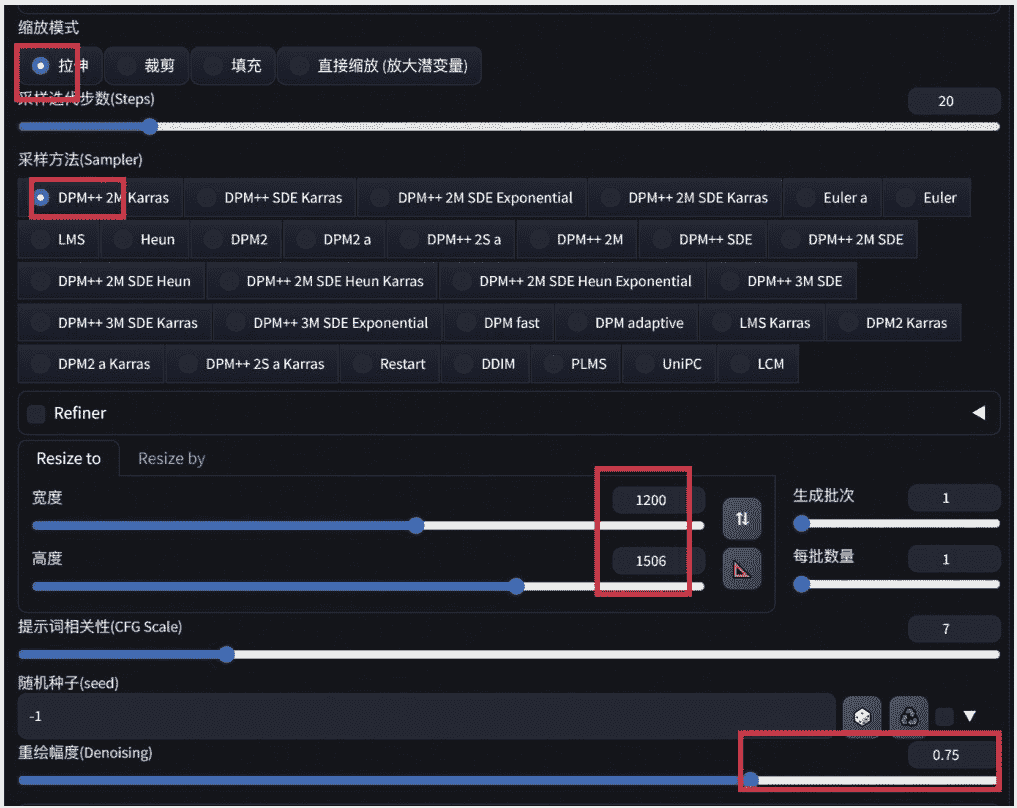 缩放模式
拉伸 裁剪 填充 直接缩放 (放大潜变量)
采样迭代步数(Steps) 20
采样方法(Sampler)
DPM++ 2M Karras DPM++ SDE Karras DPM++ 2M SDE Exponential DPM++ 2M SDE Karras Euler a Euler
LMS Heun DPM2 DPM2 a DPM++ 2S a DPM++ 2M DPM++ SDE DPM++ 2M SDE
DPM++ 2M SDE Heun DPM++ 2M SDE Heun Karras DPM++ 2M SDE Heun Exponential DPM++ 3M SDE
DPM++ 3M SDE Karras DPM++ 3M SDE Exponential DPM fast DPM adaptive LMS Karras DPM2 Karras
DPM2 a Karras DPM++ 2S a Karras Restart DDIM PLMS UniPC LCM
Refiner
Resize to Resize by
宽度 1200 生成批次 1
高度 1506 每批数量 1
提示词相关性(CFG Scale) 7
随机种子(seed)
-1
重绘幅度(Denoising) 0.75